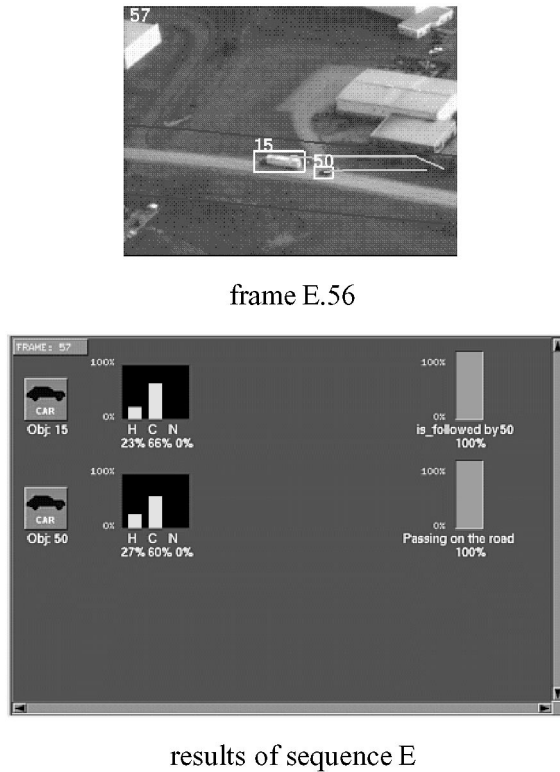 57
15
50
frame E.56
FRAME: 57
100%
0%
CAR
Obj: 15
H C N
23% 66% 0%
100%
0%
is_followed by 50
100%
100%
0%
CAR
Obj: 50
H C N
27% 60% 0%
100%
0%
Passing on the road
100%
results of sequence E